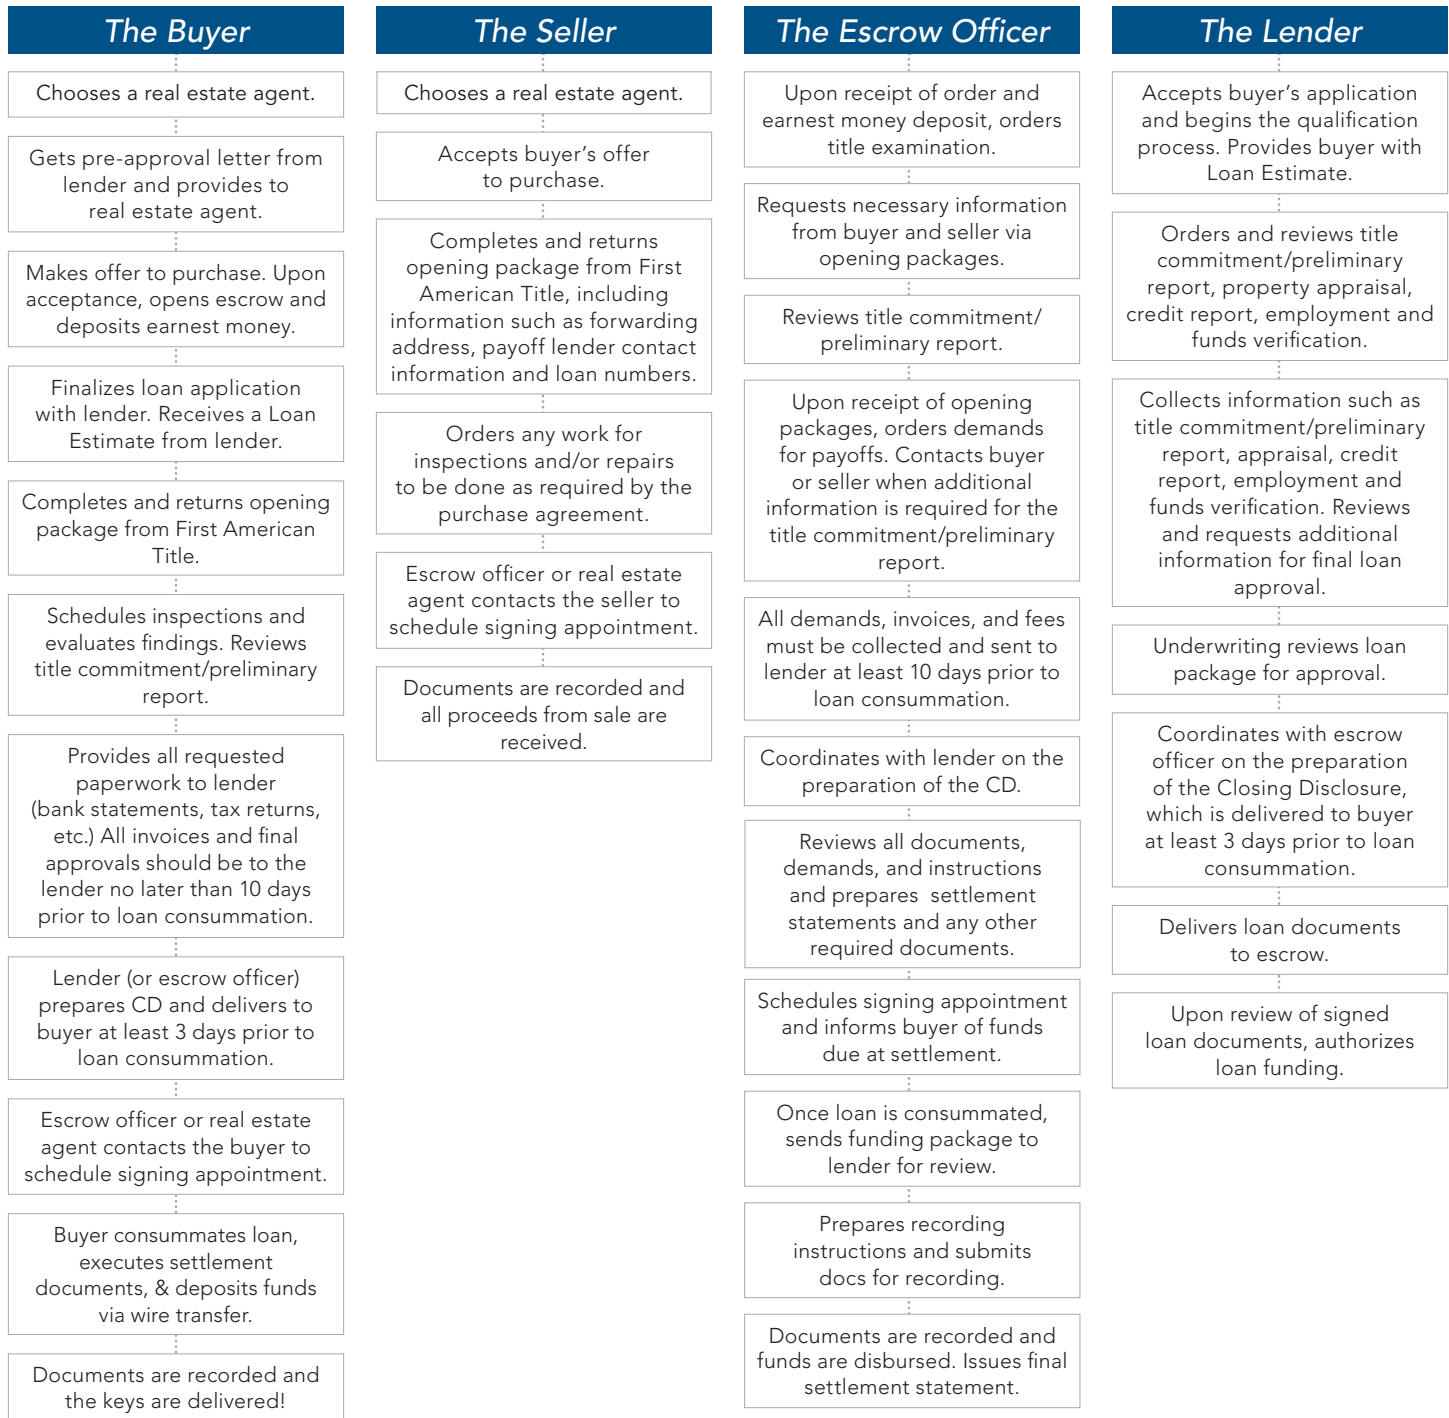 The Buyer
Chooses a real estate agent.
Gets pre-approval letter from
lender and provides to
real estate agent.
Makes offer to purchase. Upon
acceptance, opens escrow and
deposits earnest money.
Finalizes loan application
with lender. Receives a Loan
Estimate from lender.
Completes and returns opening
package from First American
Title.
Schedules inspections and
evaluates findings. Reviews
title commitment/preliminary
report.
Provides all requested
paperwork to lender
(bank statements, tax returns,
etc.) All invoices and final
approvals should be to the
lender no later than 10 days
prior to loan consummation.
Lender (or escrow officer)
prepares CD and delivers to
buyer at least 3 days prior to
loan consummation.
Escrow officer or real estate
agent contacts the buyer to
schedule signing appointment.
Buyer consummates loan,
executes settlement
documents, & deposits funds
via wire transfer.
Documents are recorded and
the keys are delivered!
The Seller
Chooses a real estate agent.
Accepts buyer's offer
to purchase.
Completes and returns
opening package from First
American Title, including
information such as forwarding
address, payoff lender contact
information and loan numbers.
Orders any work for
inspections and/or repairs
to be done as required by the
purchase agreement.
Escrow officer or real estate
agent contacts the seller to
schedule signing appointment.
Documents are recorded and
all proceeds from sale are
received.
The Escrow Officer
Upon receipt of order and
earnest money deposit, orders
title examination.
Requests necessary information
from buyer and seller via
opening packages.
Reviews title commitment/
preliminary report.
Upon receipt of opening
packages, orders demands
for payoffs. Contacts buyer
or seller when additional
information is required for the
title commitment/preliminary
report.
All demands, invoices, and fees
must be collected and sent to
lender at least 10 days prior to
loan consummation.
Coordinates with lender on the
preparation of the CD.
Reviews all documents,
demands, and instructions
and prepares settlement
statements and any other
required documents.
Schedules signing appointment
and informs buyer of funds
due at settlement.
Once loan is consummated,
sends funding package to
lender for review.
Prepares recording
instructions and submits
docs for recording.
Documents are recorded and
funds are disbursed. Issues final
settlement statement.
The Lender
Accepts buyer's application
and begins the qualification
process. Provides buyer with
Loan Estimate.
Orders and reviews title
commitment/preliminary
report, property appraisal,
credit report, employment and
funds verification.
Collects information such as
title commitment/preliminary
report, appraisal, credit
report, employment and
funds verification. Reviews
and requests additional
information for final loan
approval.
Underwriting reviews loan
package for approval.
Coordinates with escrow
officer on the preparation
of the Closing Disclosure,
which is delivered to buyer
at least 3 days prior to loan
consummation.
Delivers loan documents
to escrow.
Upon review of signed
loan documents, authorizes
loan funding.